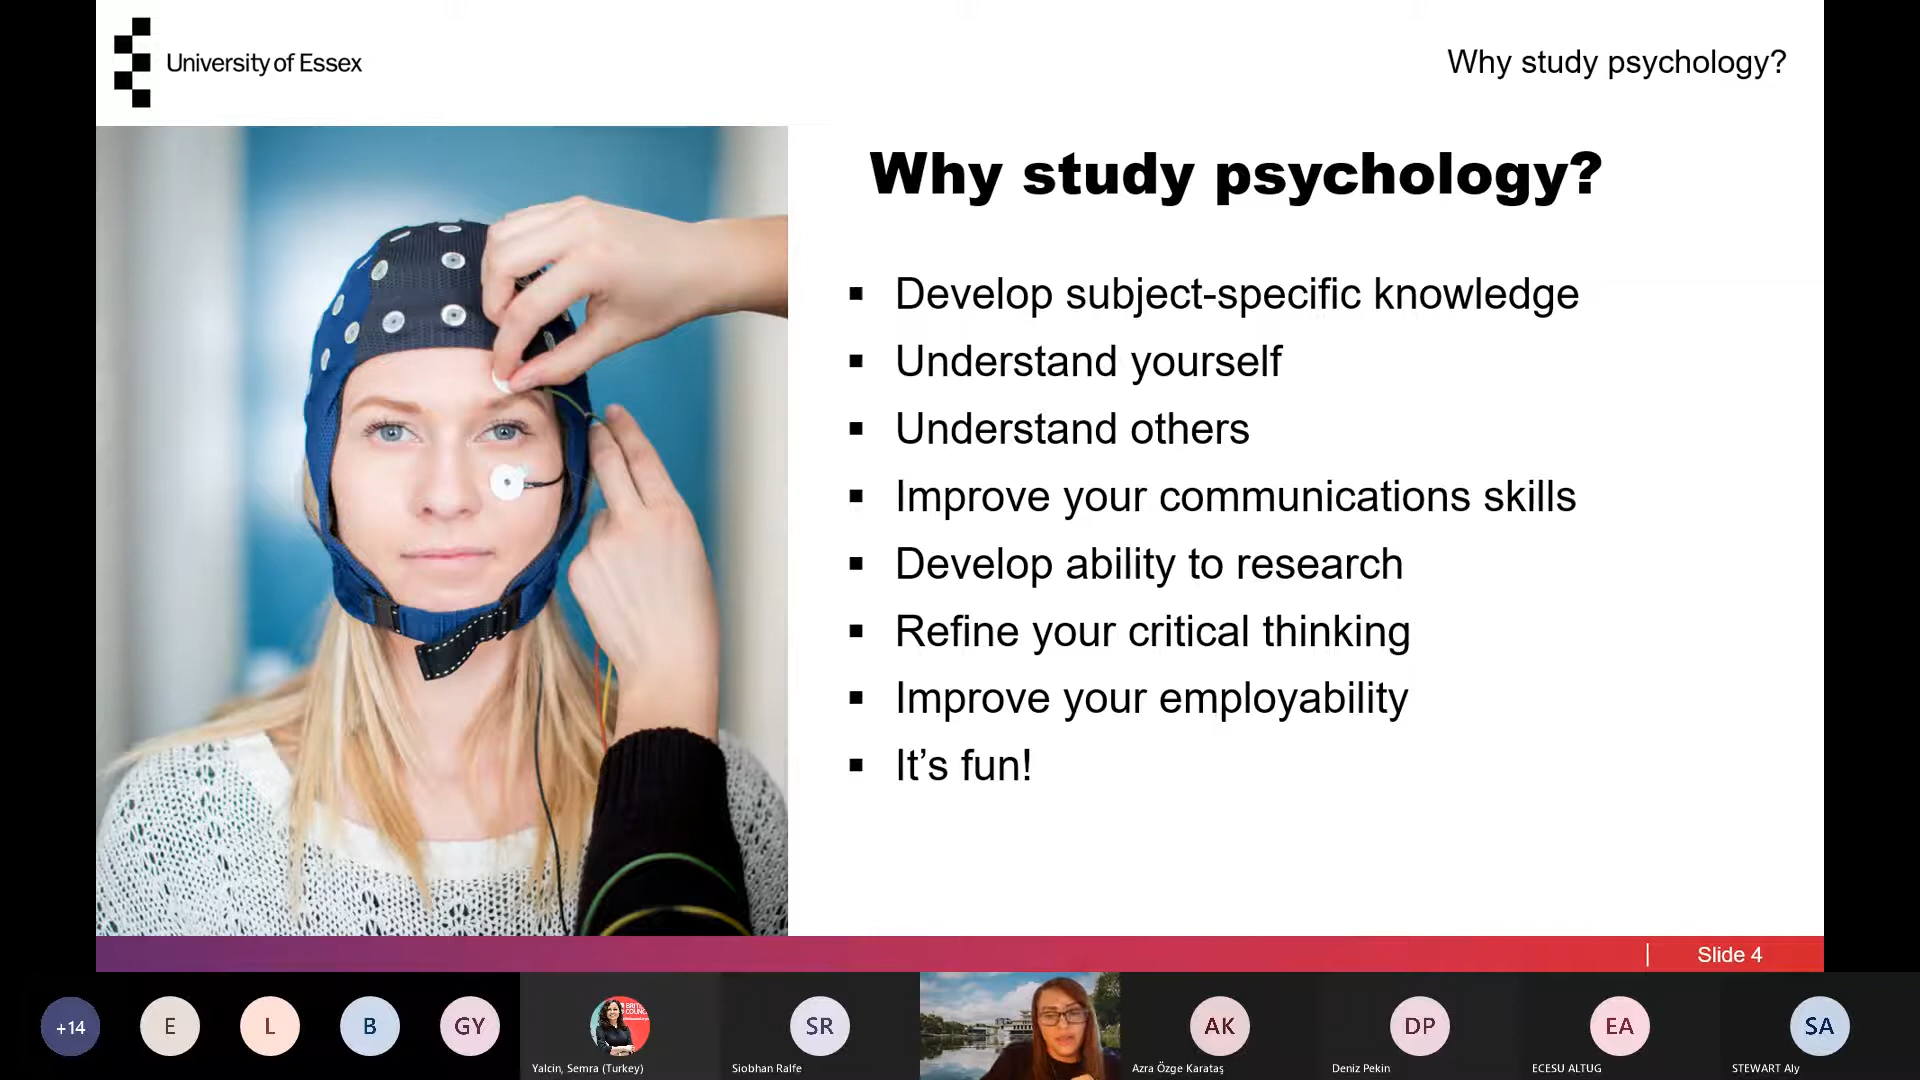 University of Essex
Why study psychology?
Why study psychology?
Develop subject-specific knowledge
Understand yourself
Understand others
Improve your communications skills
Develop ability to research
Refine your critical thinking
Improve your employability
It’s fun!
Slide 4
+14
E
L
B
GY
SR
AK
DP
EA
SA
Yalcin, Semra (Turkey)
Siobhan Ralfe
Azra Özge Karataş
Deniz Pekin
ECESU ALTUG
STEWART Aly